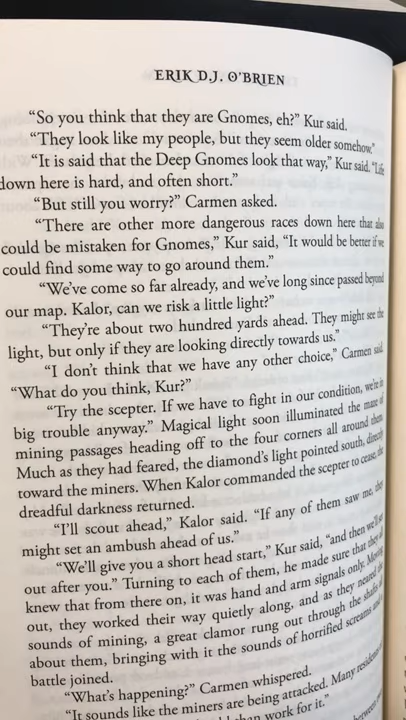 ERIK D.J. O'BRIEN
"So you think that they are Gnomes, eh?" Kur said.
"They look like my people, but they seem older somehow."
"It is said that the Deep Gnomes look that way," Kur said. "Life
down here is hard, and often short."
"But still you worry?" Carmen asked.
"There are other more dangerous races down here that also
could be mistaken for Gnomes," Kur said, "It would be better if we
could find some way to go around them."
"We've come so far already, and we've long since passed beyond
our map. Kalor, can we risk a little light?"
"They're about two hundred yards ahead. They might see the
light, but only if they are looking directly towards us."
"I don't think that we have any other choice," Carmen said.
"What do you think, Kur?"
"Try the scepter. If we have to fight in our condition, we're in
big trouble anyway." Magical light soon illuminated the maze of
mining passages heading off to the four corners all around them.
Much as they had feared, the diamond's light pointed south, directly
toward the miners. When Kalor commanded the scepter to cease, the
dreadful darkness returned.
"I'll scout ahead," Kalor said. "If any of them saw me, they
might set an ambush ahead of us."
"We'll give you a short head start," Kur said, "and then we'll set
out after you." Turning to each of them, he made sure that they all
knew that from there on, it was hand and arm signals only. Moving
out, they worked their way quietly along, and as they neared the
sounds of mining, a great clamor rung out through the shafts all
about them, bringing with it the sounds of horrified screams and
battle joined.
"What's happening?" Carmen whispered.
"It sounds like the miners are being attacked. Many
than work for it."